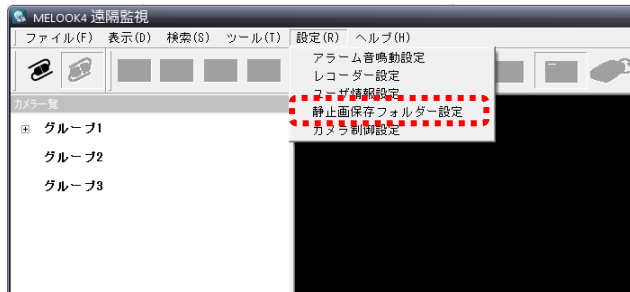 MELOOK4 遠隔監視
ファイル(F) 表示(D) 検索(S) ツール(T) 設定(R) ヘルプ(H)
アラーム音鳴動設定
レコーダー設定
ユーザ情報設定
静止画保存フォルダー設定
カメラ制御設定
カメラ一覧
グループ1
グループ2
グループ3